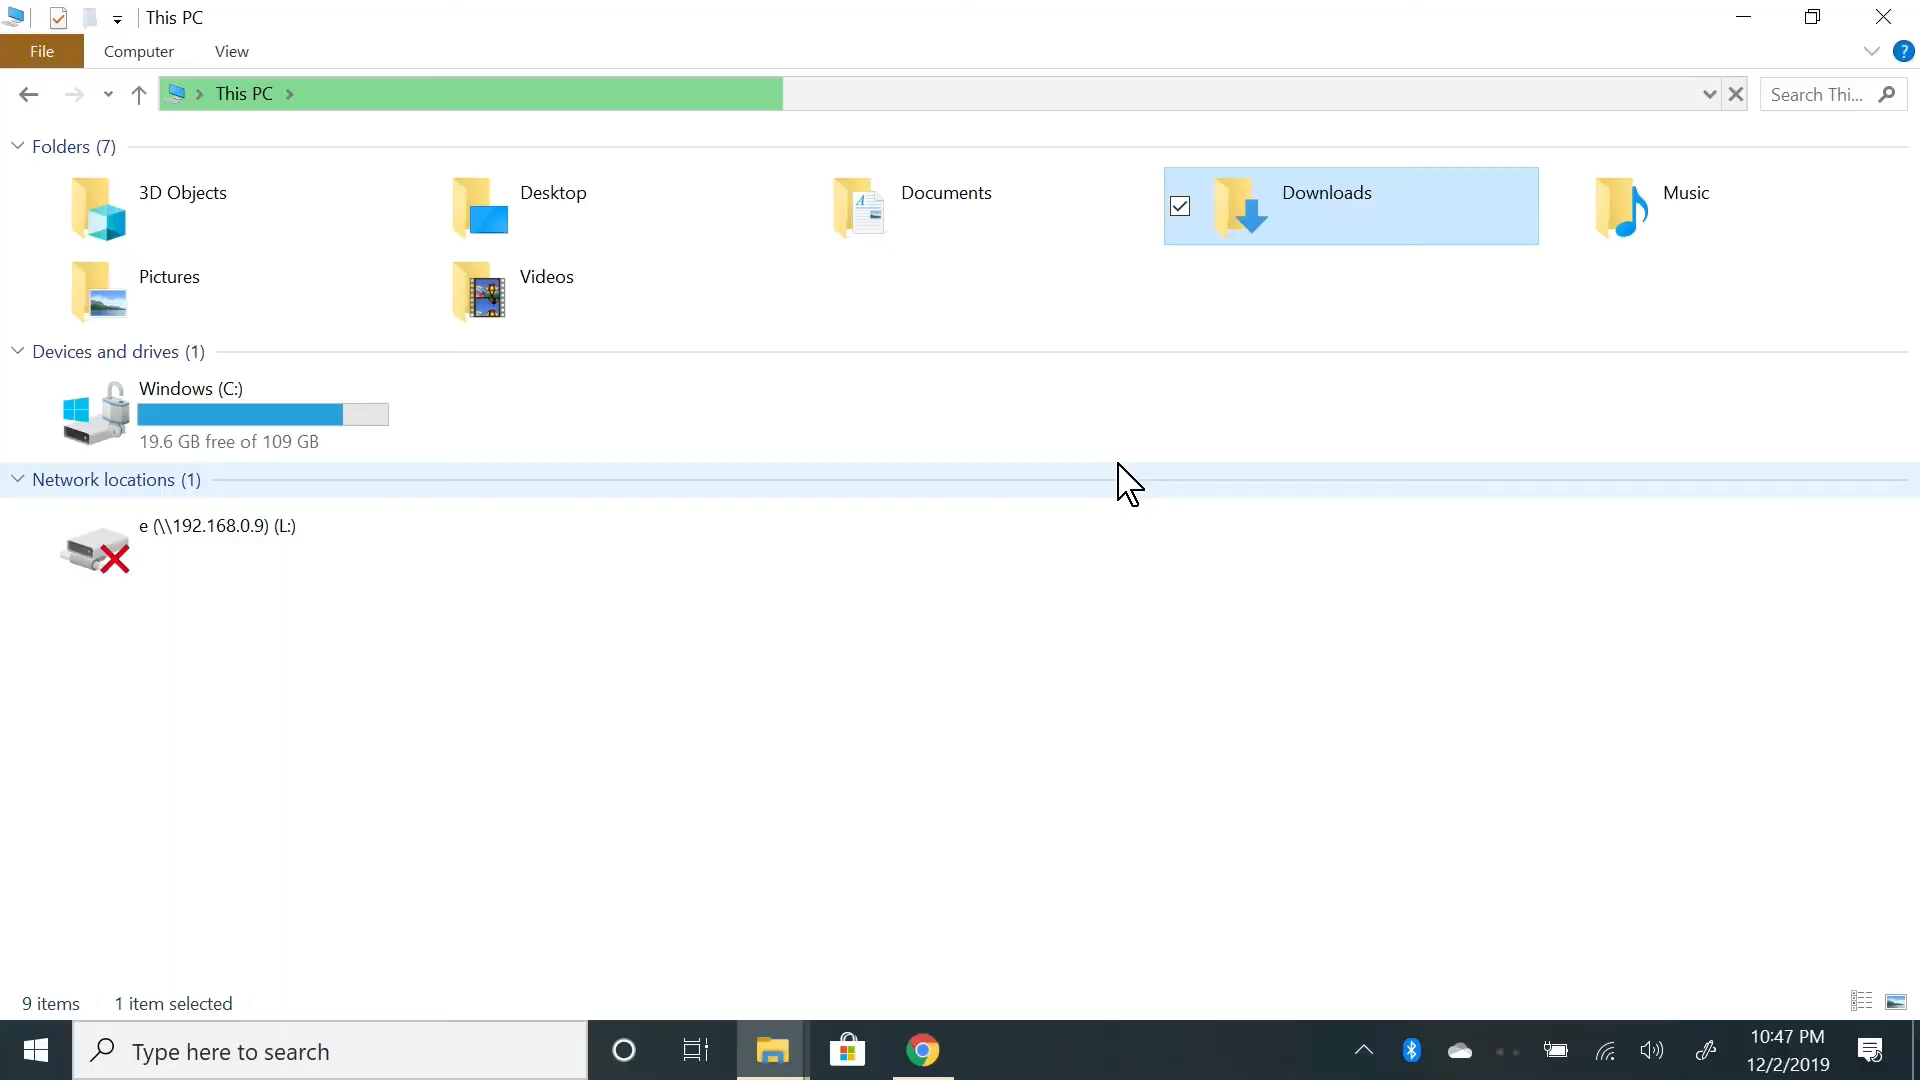 This PC
File Computer View
This PC Search Thi...
Folders (7)
3D Objects Desktop Documents Downloads Music
Pictures Videos
Devices and drives (1)
Windows (C:)
19.6 GB free of 109 GB
Network locations (1)
e (\\192.168.0.9) (L:)
9 items 1 item selected
Type here to search
10:47 PM
12/2/2019